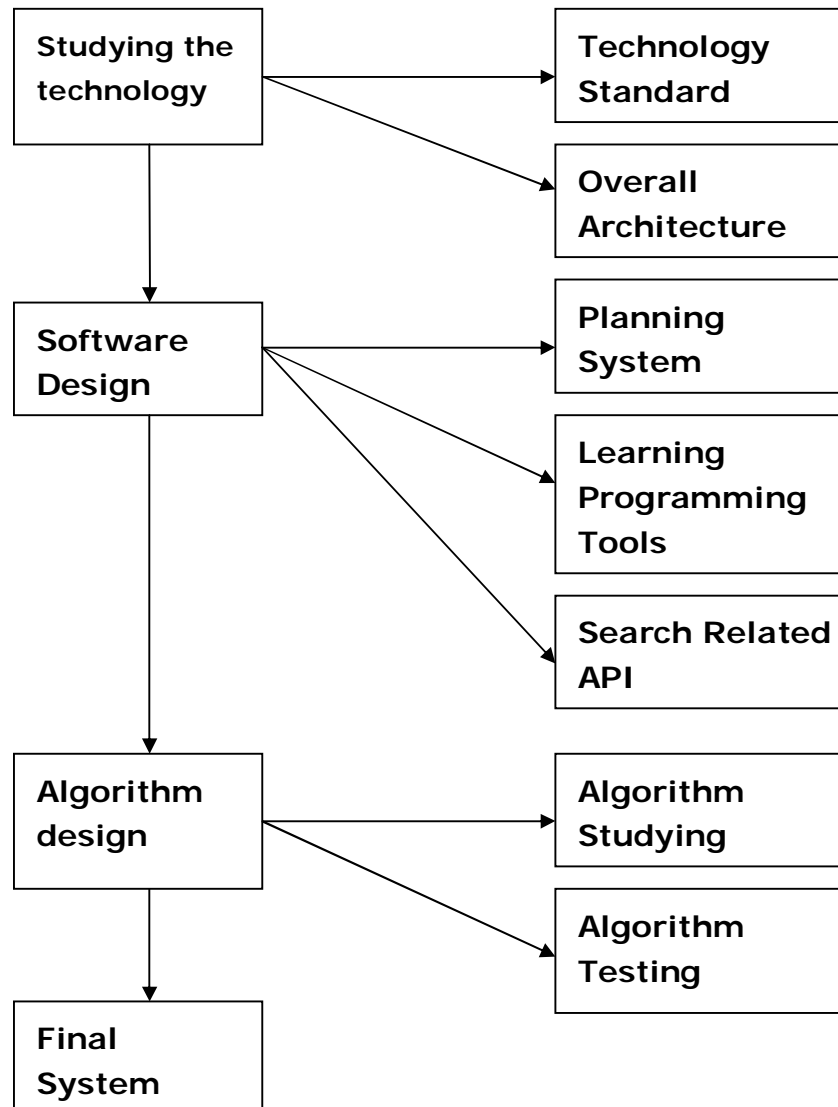 Studying the
technology
Technology
Standard
Overall
Architecture
Software
Design
Planning
System
Learning
Programming
Tools
Search Related
API
Algorithm
design
Algorithm
Studying
Algorithm
Testing
Final
System